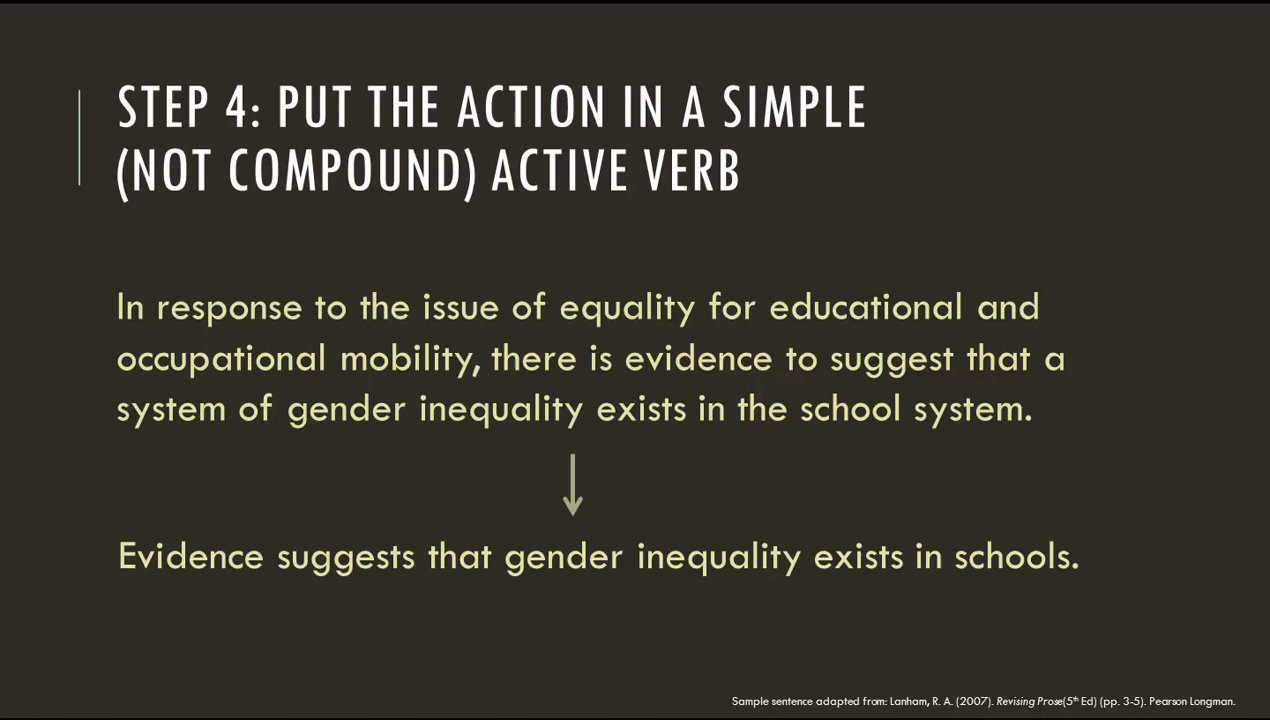 STEP 4: PUT THE ACTION IN A SIMPLE
(NOT COMPOUND) ACTIVE VERB
In response to the issue of equality for educational and
occupational mobility, there is evidence to suggest that a
system of gender inequality exists in the school system.
Evidence suggests that gender inequality exists in schools.
Sample sentence adapted from: Lanham, R. A. (2007). Revising Prose(5th Ed) (pp. 3-5). Pearson Longman.